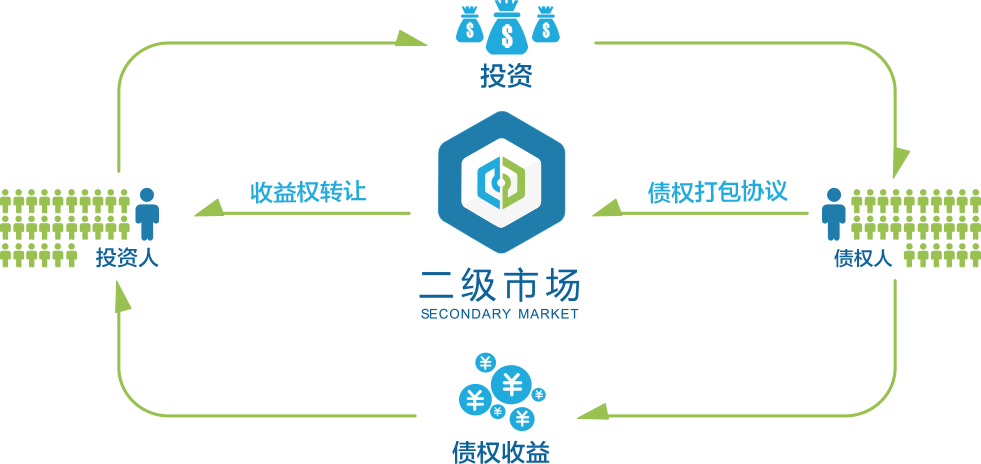 投资
收益权转让
债权打包协议
投资人
债权人
二级市场
SECONDARY MARKET
债权收益